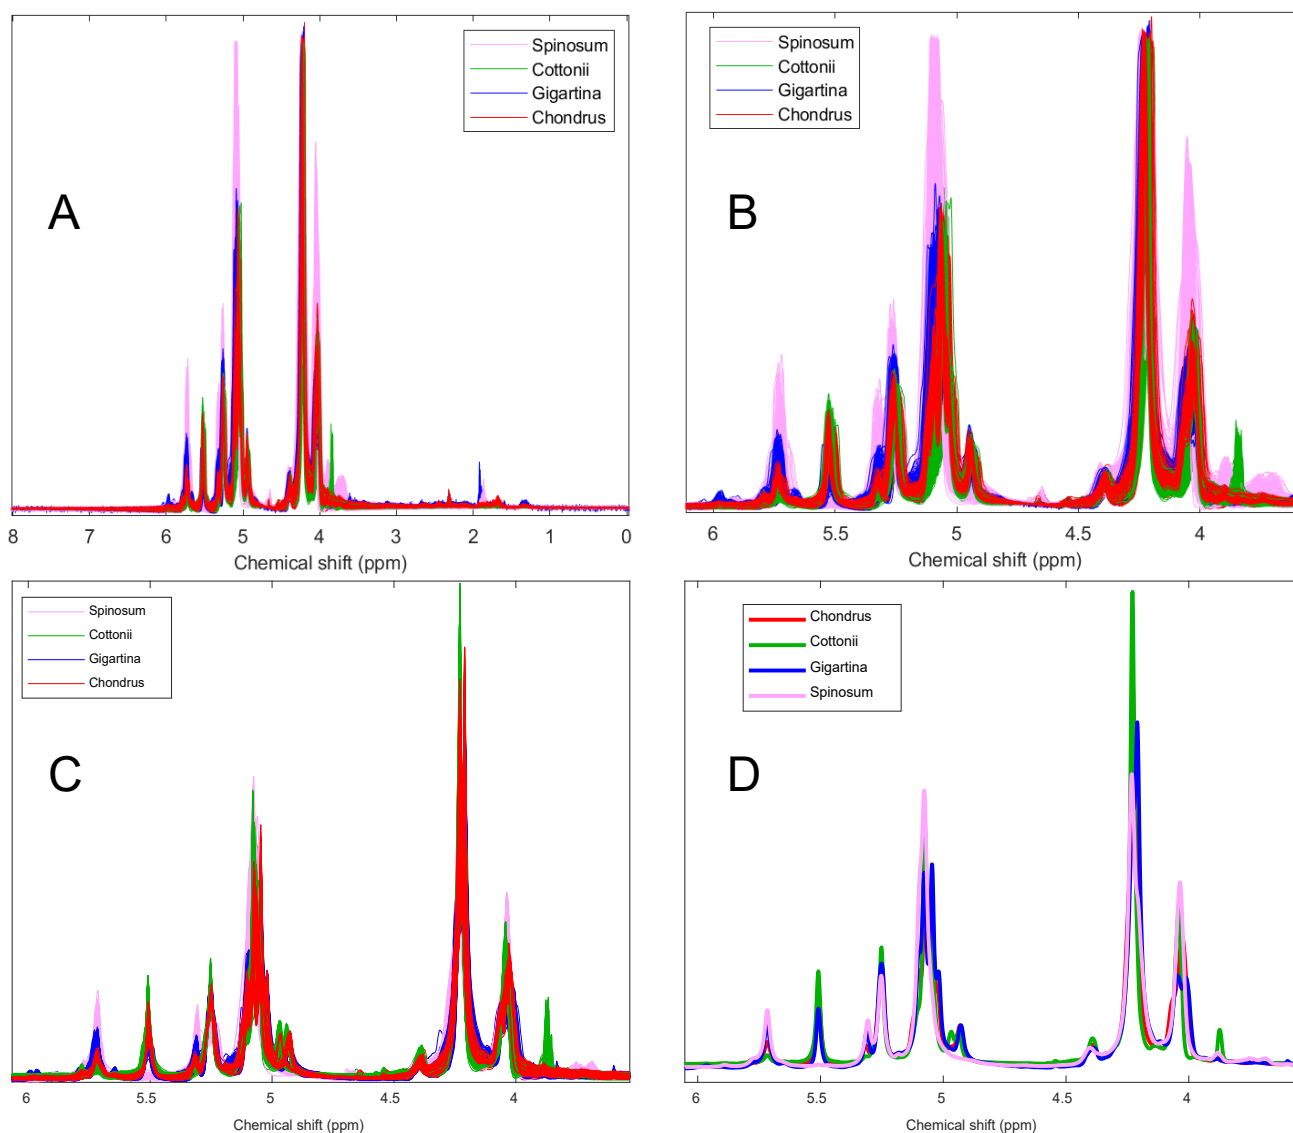 Spinosum
Cottonii
Gigartina
Chondrus
A
8 7 6 5 4 3 2 1 0
Chemical shift (ppm)
Spinosum
Cottonii
Gigartina
Chondrus
B
6 5.5 5 4.5 4
Chemical shift (ppm)
Spinosum
Cottonii
Gigartina
Chondrus
C
6 5.5 5 4.5 4
Chemical shift (ppm)
Chondrus
Cottonii
Gigartina
Spinosum
D
6 5.5 5 4.5 4
Chemical shift (ppm)